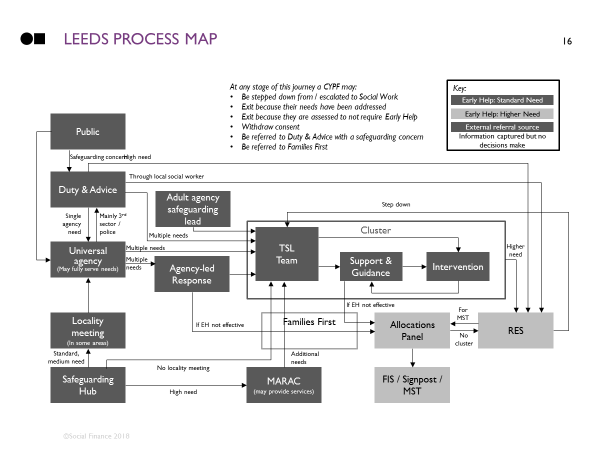 LEEDS PROCESS MAP
16
At any stage of this journey a CYPF may:
• Be stepped down from / escalated to Social Work
• Exit because their needs have been addressed
• Exit because they are assessed to not require Early Help
• Withdraw consent
• Be referred to Duty & Advice with a safeguarding concern
• Be referred to Families First
Key:
Early Help: Standard Need
Early Help: Higher Need
External referral source
Information captured but no
decisions make
Public
Safeguarding concern
High need
Through local social worker
Duty & Advice
Adult agency
safeguarding
lead
Step down
Single
agency
need
Mainly 3rd
sector /
police
Multiple needs
Cluster
Universal
agency
(May fully serve needs)
Multiple needs
Multiple
needs
Agency-led
Response
TSL
Team
Support &
Guidance
Intervention
Higher
need
If EH not effective
Locality
meeting
(In some areas)
If EH not effective
Families First
Allocations
Panel
For
MST
No
cluster
RES
Standard,
medium need
No locality meeting
Additional
needs
Safeguarding
Hub
High need
MARAC
(may provide services)
FIS / Signpost /
MST
©Social Finance 2018